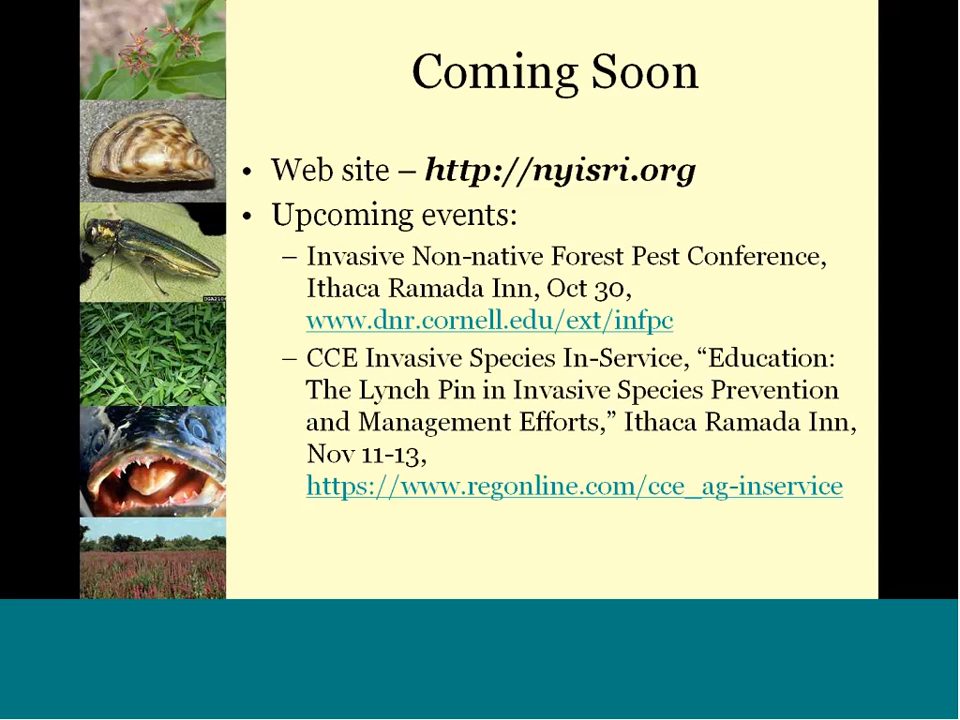 Coming Soon
• Web site – http://nyisri.org
• Upcoming events:
– Invasive Non-native Forest Pest Conference,
Ithaca Ramada Inn, Oct 30,
www.dnr.cornell.edu/ext/infpc
– CCE Invasive Species In-Service, “Education:
The Lynch Pin in Invasive Species Prevention
and Management Efforts,” Ithaca Ramada Inn,
Nov 11-13,
https://www.regonline.com/cce_ag-inservice